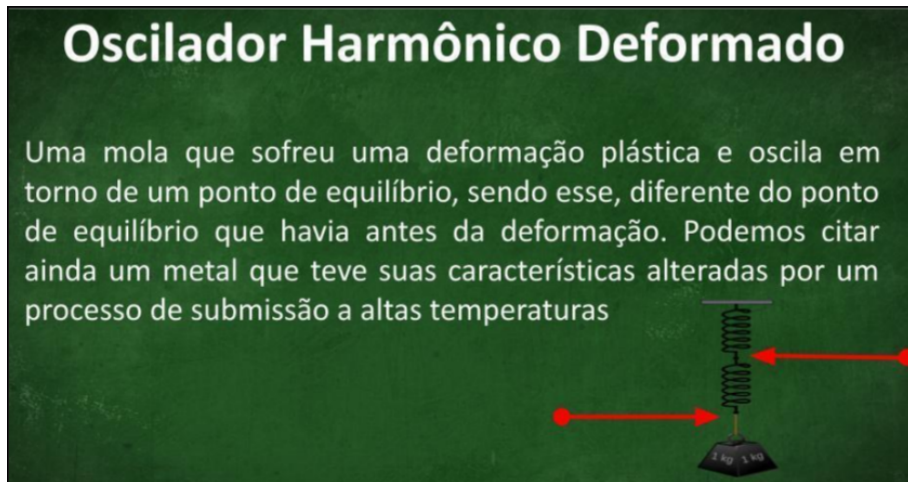 Oscilador Harmônico Deformado
Uma mola que sofreu uma deformação plástica e oscila em
torno de um ponto de equilíbrio, sendo esse, diferente do ponto
de equilíbrio que havia antes da deformação. Podemos citar
ainda um metal que teve suas características alteradas por um
processo de submissão a altas temperaturas
1 kg 1 kg